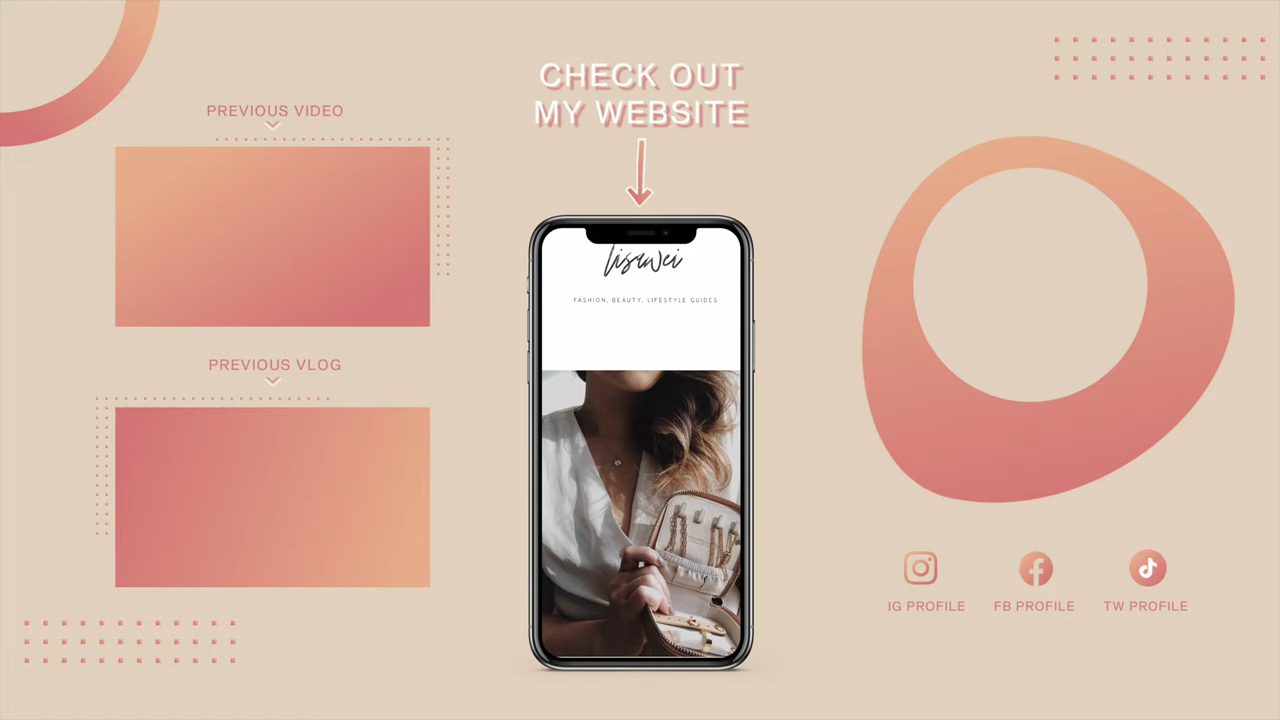 PREVIOUS VIDEO
PREVIOUS VLOG
CHECK OUT
MY WEBSITE
lisawei
FASHION, BEAUTY, LIFESTYLE GUIDES
IG PROFILE
FB PROFILE
TW PROFILE